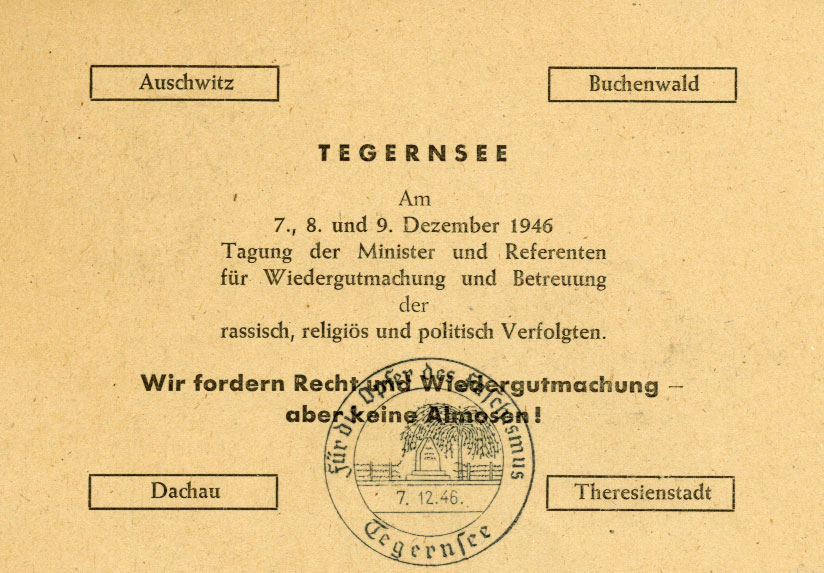 Auschwitz
Buchenwald
TEGERNSEE
Am
7., 8. und 9. Dezember 1946
Tagung der Minister und Referenten
für Wiedergutmachung und Betreuung
der
rassisch, religiös und politisch Verfolgten.
Wir fordern Recht und Wiedergutmachung –
aber keine Almosen!
Für die Opfer des Faschismus
7. 12. 46.
Tegernsee
Dachau
Theresienstadt